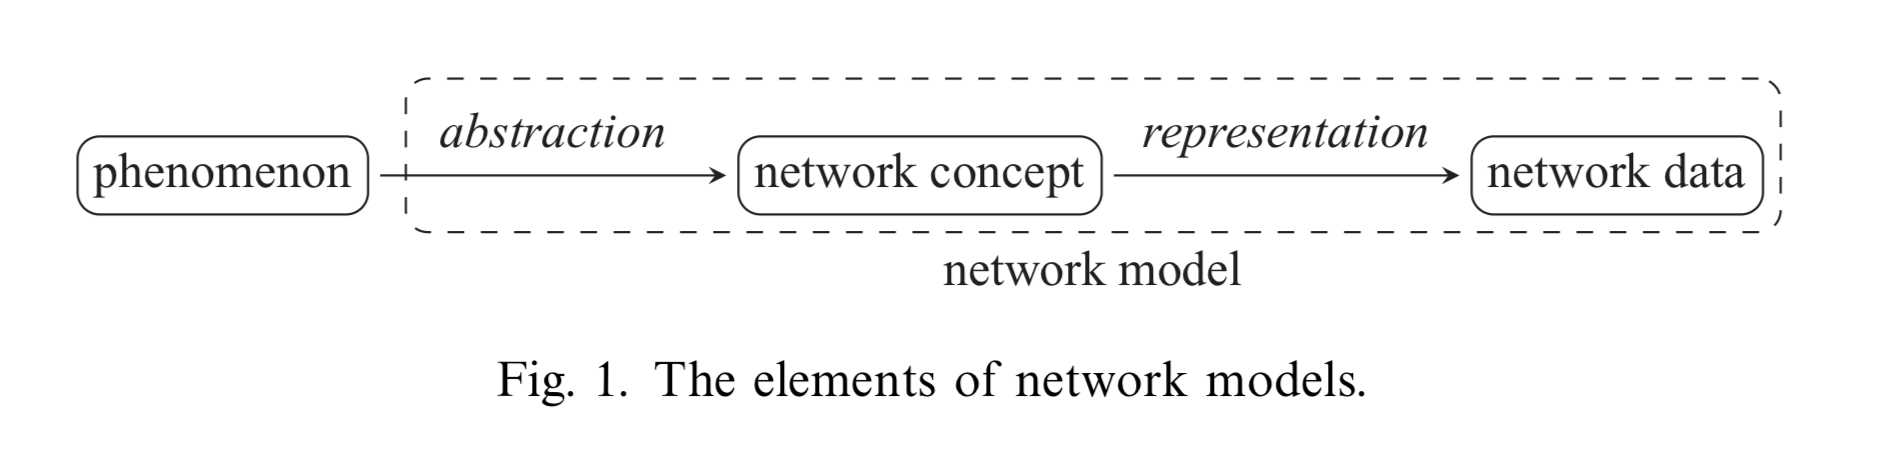 abstraction
representation
phenomenon
network concept
network data
network model
Fig. 1. The elements of network models.